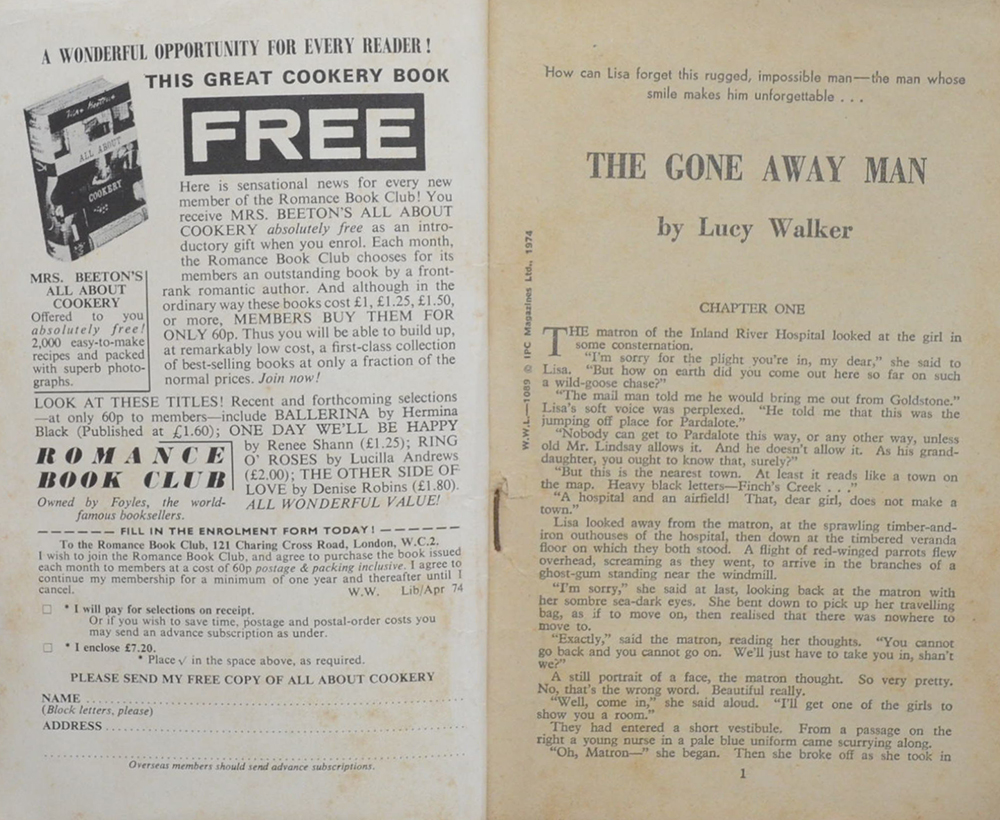 A WONDERFUL OPPORTUNITY FOR EVERY READER!
THIS GREAT COOKERY BOOK
FREE
ALL ABOUT
COOKERY
Here is sensational news for every new
member of the Romance Book Club! You
receive MRS. BEETON'S ALL ABOUT
COOKERY absolutely free as an intro-
ductory gift when you enrol. Each month,
the Romance Book Club chooses for its
members an outstanding book by a front-
rank romantic author. And although in the
ordinary way these books cost £1, £1.25, £1.50,
or more, MEMBERS BUY THEM FOR
ONLY 60p. Thus you will be able to build up,
at remarkably low cost, a first-class collection
of best-selling books at only a fraction of the
normal prices. Join now!
MRS. BEETON'S
ALL ABOUT
COOKERY
Offered to you
absolutely free!
2,000 easy-to-make
recipes and packed
with superb photo-
graphs.
LOOK AT THESE TITLES! Recent and forthcoming selections
—at only 60p to members—include BALLERINA by Hermina
Black (Published at £1.60); ONE DAY WE'LL BE HAPPY
by Renee Shann (£1.25); RING
O' ROSES by Lucilla Andrews
(£2.00); THE OTHER SIDE OF
LOVE by Denise Robins (£1.80).
ALL WONDERFUL VALUE!
ROMANCE
BOOK CLUB
Owned by Foyles, the world-
famous booksellers.
– – – – – – FILL IN THE ENROLMENT FORM TODAY! – – – – – –
To the Romance Book Club, 121 Charing Cross Road, London, W.C.2.
I wish to join the Romance Book Club, and agree to purchase the book issued
each month to members at a cost of 60p postage & packing inclusive. I agree to
continue my membership for a minimum of one year and thereafter until I
cancel. W.W. Lib/Apr 74
☐ * I will pay for selections on receipt.
Or if you wish to save time, postage and postal-order costs you
may send an advance subscription as under.
☐ * I enclose £7.20.
* Place √ in the space above, as required.
PLEASE SEND MY FREE COPY OF ALL ABOUT COOKERY
NAME
(Block letters, please)
ADDRESS
Overseas members should send advance subscriptions.
How can Lisa forget this rugged, impossible man—the man whose
smile makes him unforgettable . . .
THE GONE AWAY MAN
by Lucy Walker
W.W.L—1089 © IPC Magazines Ltd., 1974
CHAPTER ONE
THE matron of the Inland River Hospital looked at the girl in
some consternation.
"I'm sorry for the plight you're in, my dear," she said to
Lisa. "But how on earth did you come out here so far on such
a wild-goose chase?"
"The mail man told me he would bring me out from Goldstone."
Lisa's soft voice was perplexed. "He told me that this was the
jumping off place for Pardalote."
"Nobody can get to Pardalote this way, or any other way, unless
old Mr. Lindsay allows it. And he doesn't allow it. As his grand-
daughter, you ought to know that, surely?"
"But this is the nearest town. At least it reads like a town on
the map. Heavy black letters—Finch's Creek . . ."
"A hospital and an airfield! That, dear girl, does not make a
town."
Lisa looked away from the matron, at the sprawling timber-and-
iron outhouses of the hospital, then down at the timbered veranda
floor on which they both stood. A flight of red-winged parrots flew
overhead, screaming as they went, to arrive in the branches of a
ghost-gum standing near the windmill.
"I'm sorry," she said at last, looking back at the matron with
her sombre sea-dark eyes. She bent down to pick up her travelling
bag, as if to move on, then realised that there was nowhere to
move to.
"Exactly," said the matron, reading her thoughts. "You cannot
go back and you cannot go on. We'll just have to take you in, shan't
we?"
A still portrait of a face, the matron thought. So very pretty.
No, that's the wrong word. Beautiful really.
"Well, come in," she said aloud. "I'll get one of the girls to
show you a room."
They had entered a short vestibule. From a passage on the
right a young nurse in a pale blue uniform came scurrying along.
"Oh, Matron—" she began. Then she broke off as she took in
1